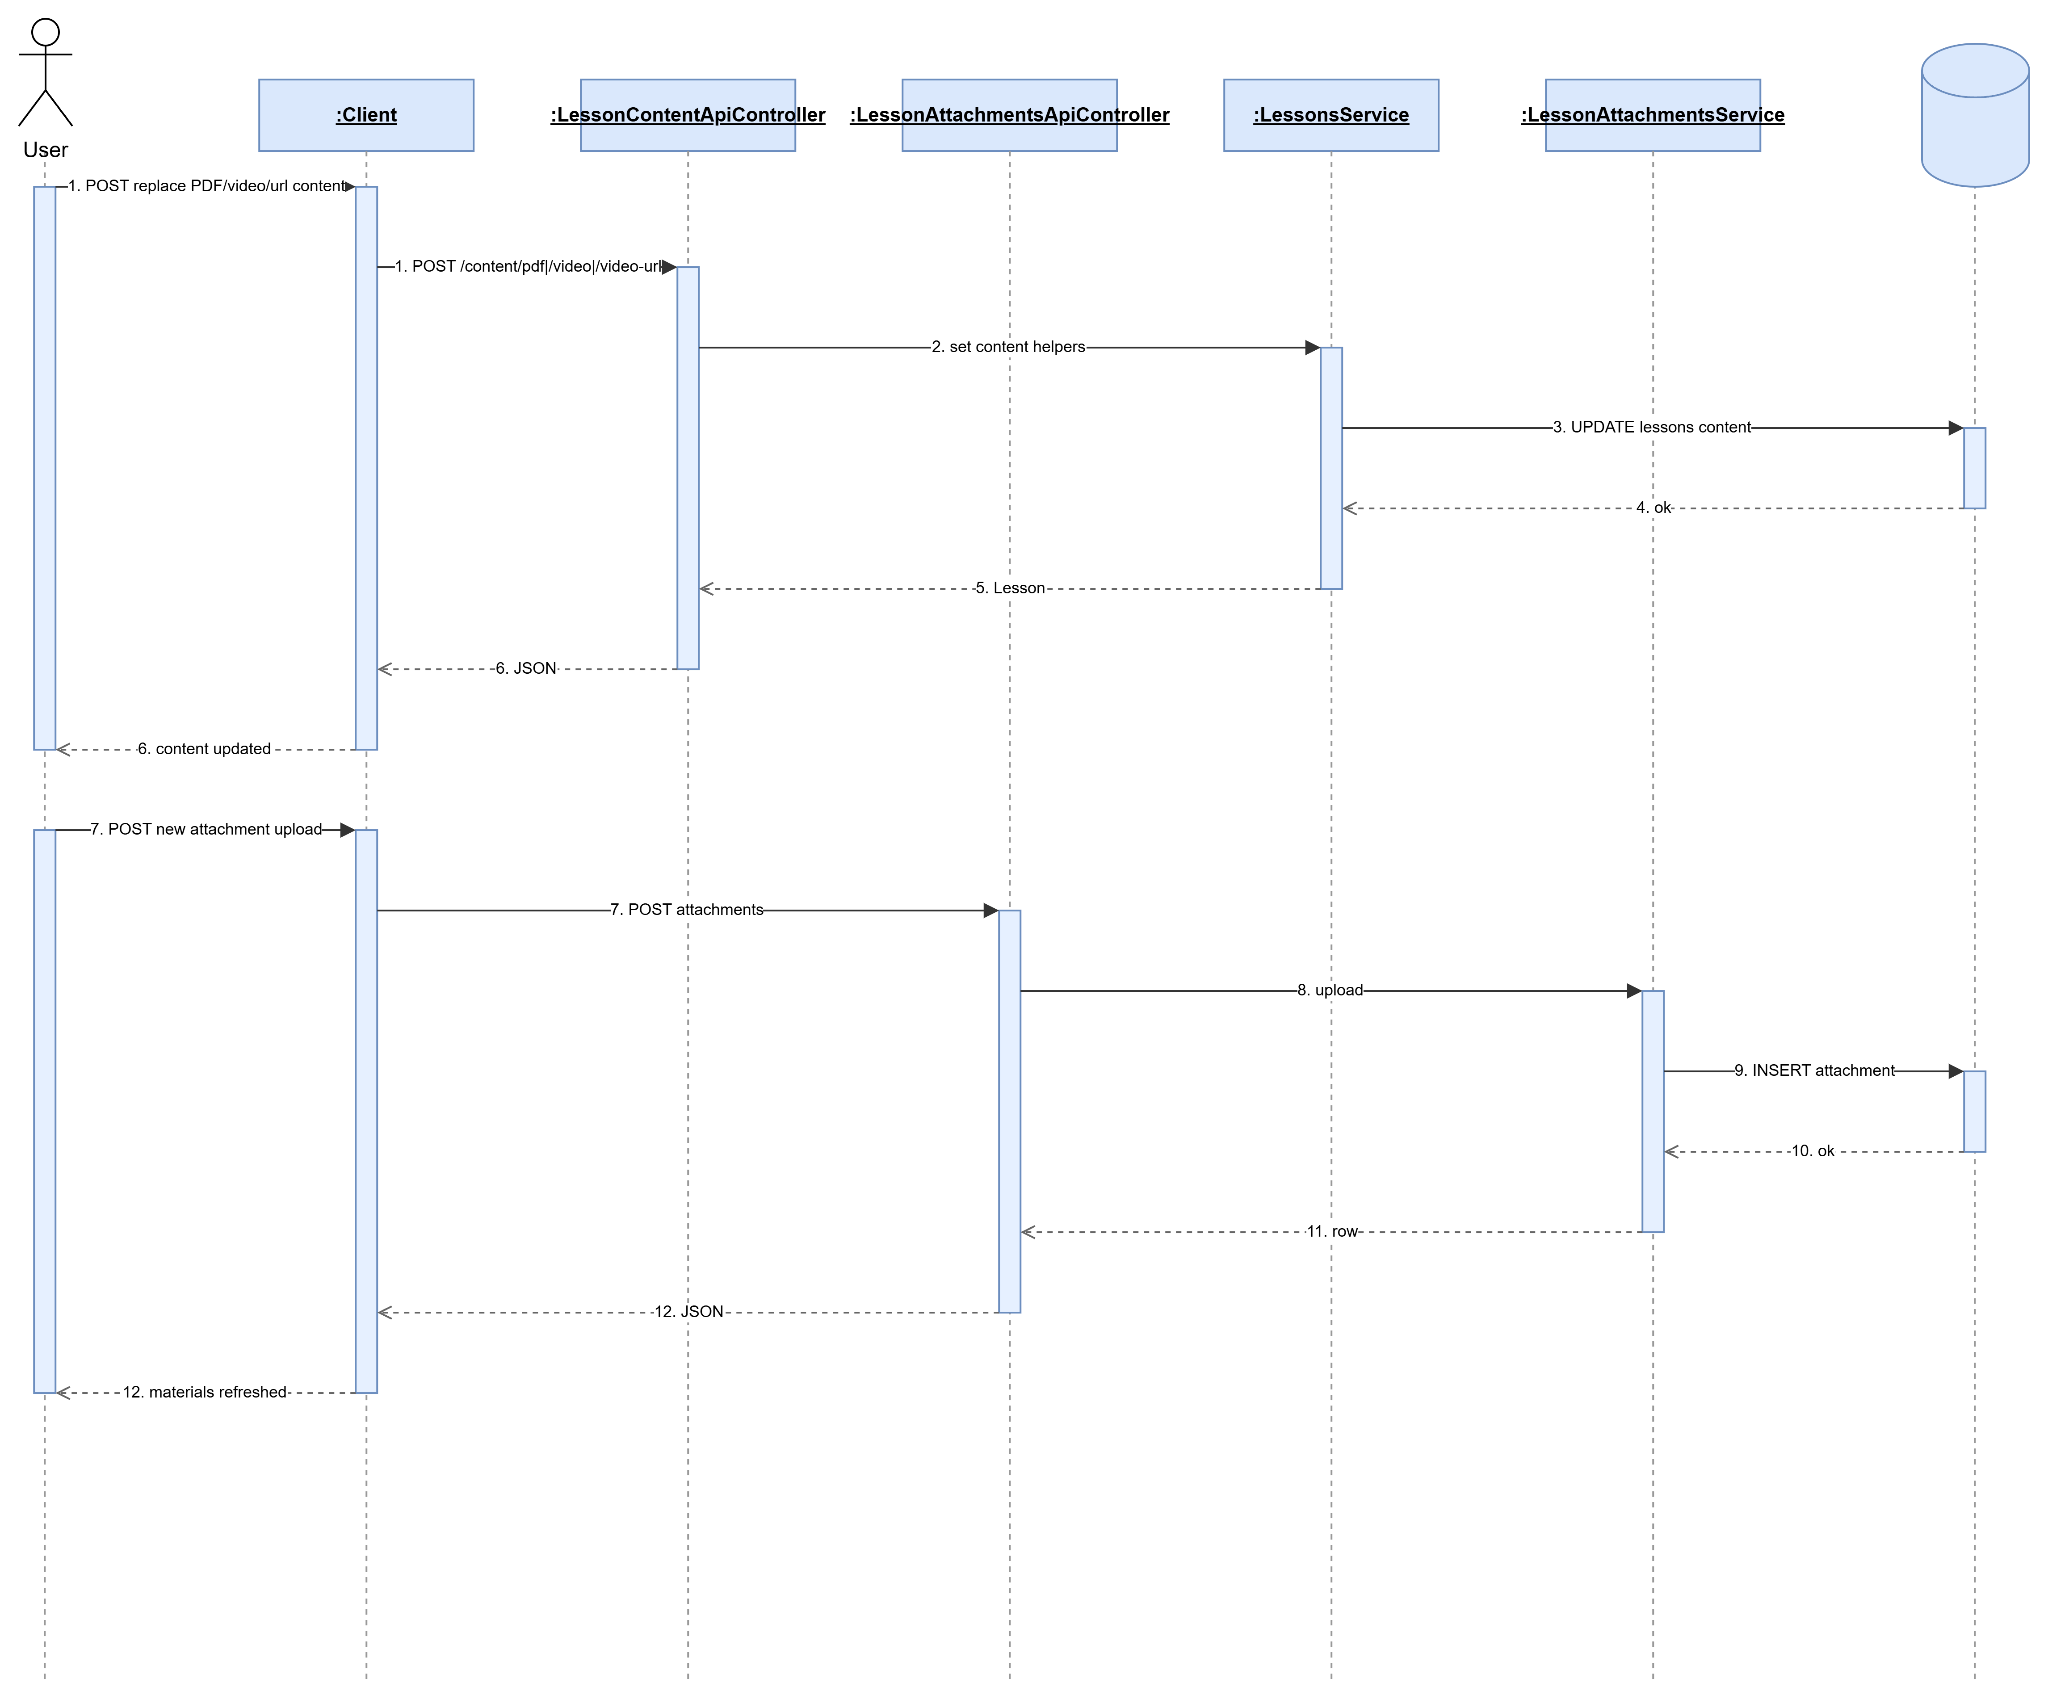 User
:Client
:LessonContentApiController
:LessonAttachmentsApiController
:LessonsService
:LessonAttachmentsService
1. POST replace PDF/video/url content
1. POST /content/pdf|/video|/video-url
2. set content helpers
3. UPDATE lessons content
4. ok
5. Lesson
6. JSON
6. content updated
7. POST new attachment upload
7. POST attachments
8. upload
9. INSERT attachment
10. ok
11. row
12. JSON
12. materials refreshed